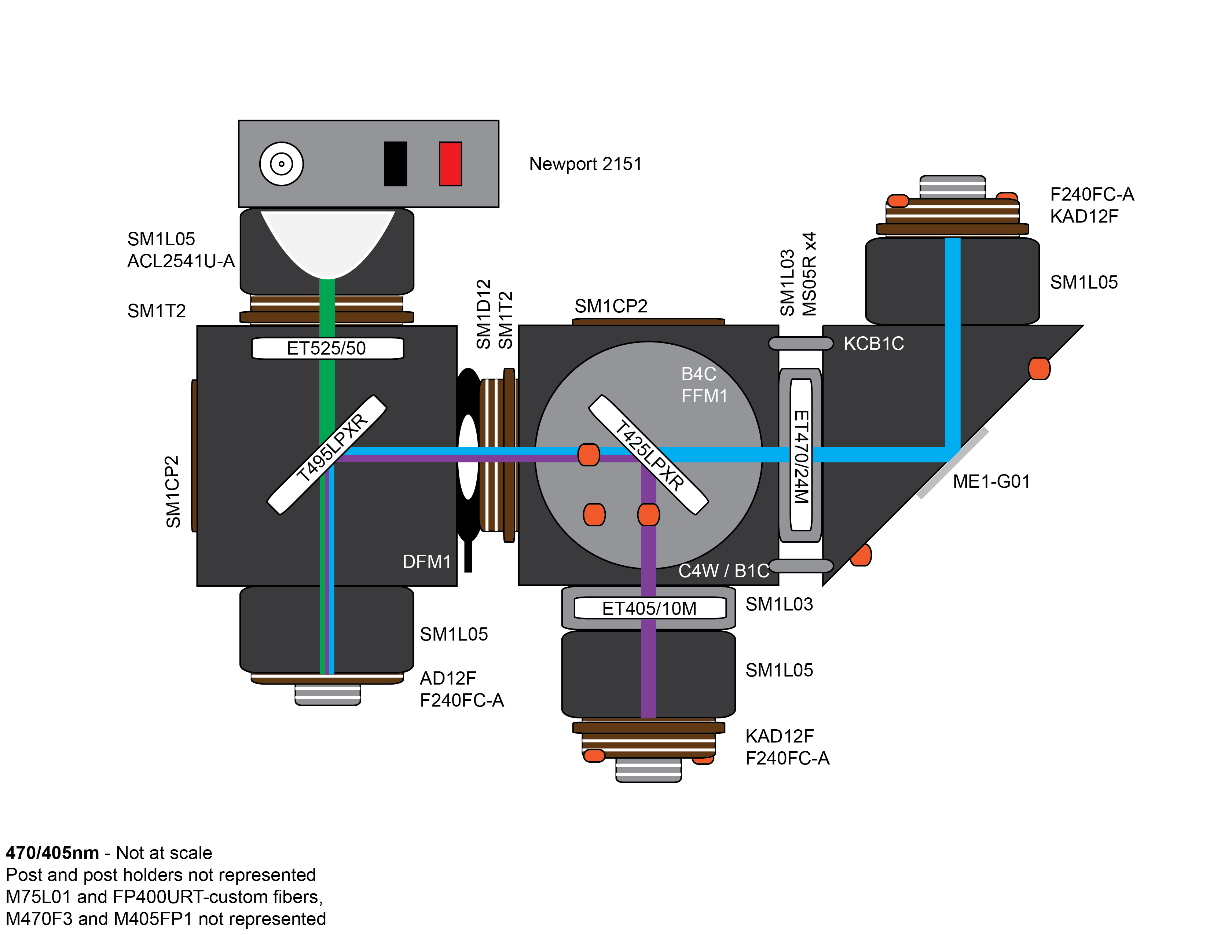 Newport 2151
F240FC-A
KAD12F
SM1L05
ACL2541U-A
SM1L03
MS05R x4
SM1L05
SM1T2
SM1D12
SM1T2
SM1CP2
ET525/50
KCB1C
B4C
FFM1
T495LPXR
T425LPXR
ET470/24M
SM1CP2
ME1-G01
DFM1
C4W / B1C
ET405/10M
SM1L03
SM1L05
SM1L05
AD12F
F240FC-A
KAD12F
F240FC-A
470/405nm - Not at scale
Post and post holders not represented
M75L01 and FP400URT-custom fibers,
M470F3 and M405FP1 not represented